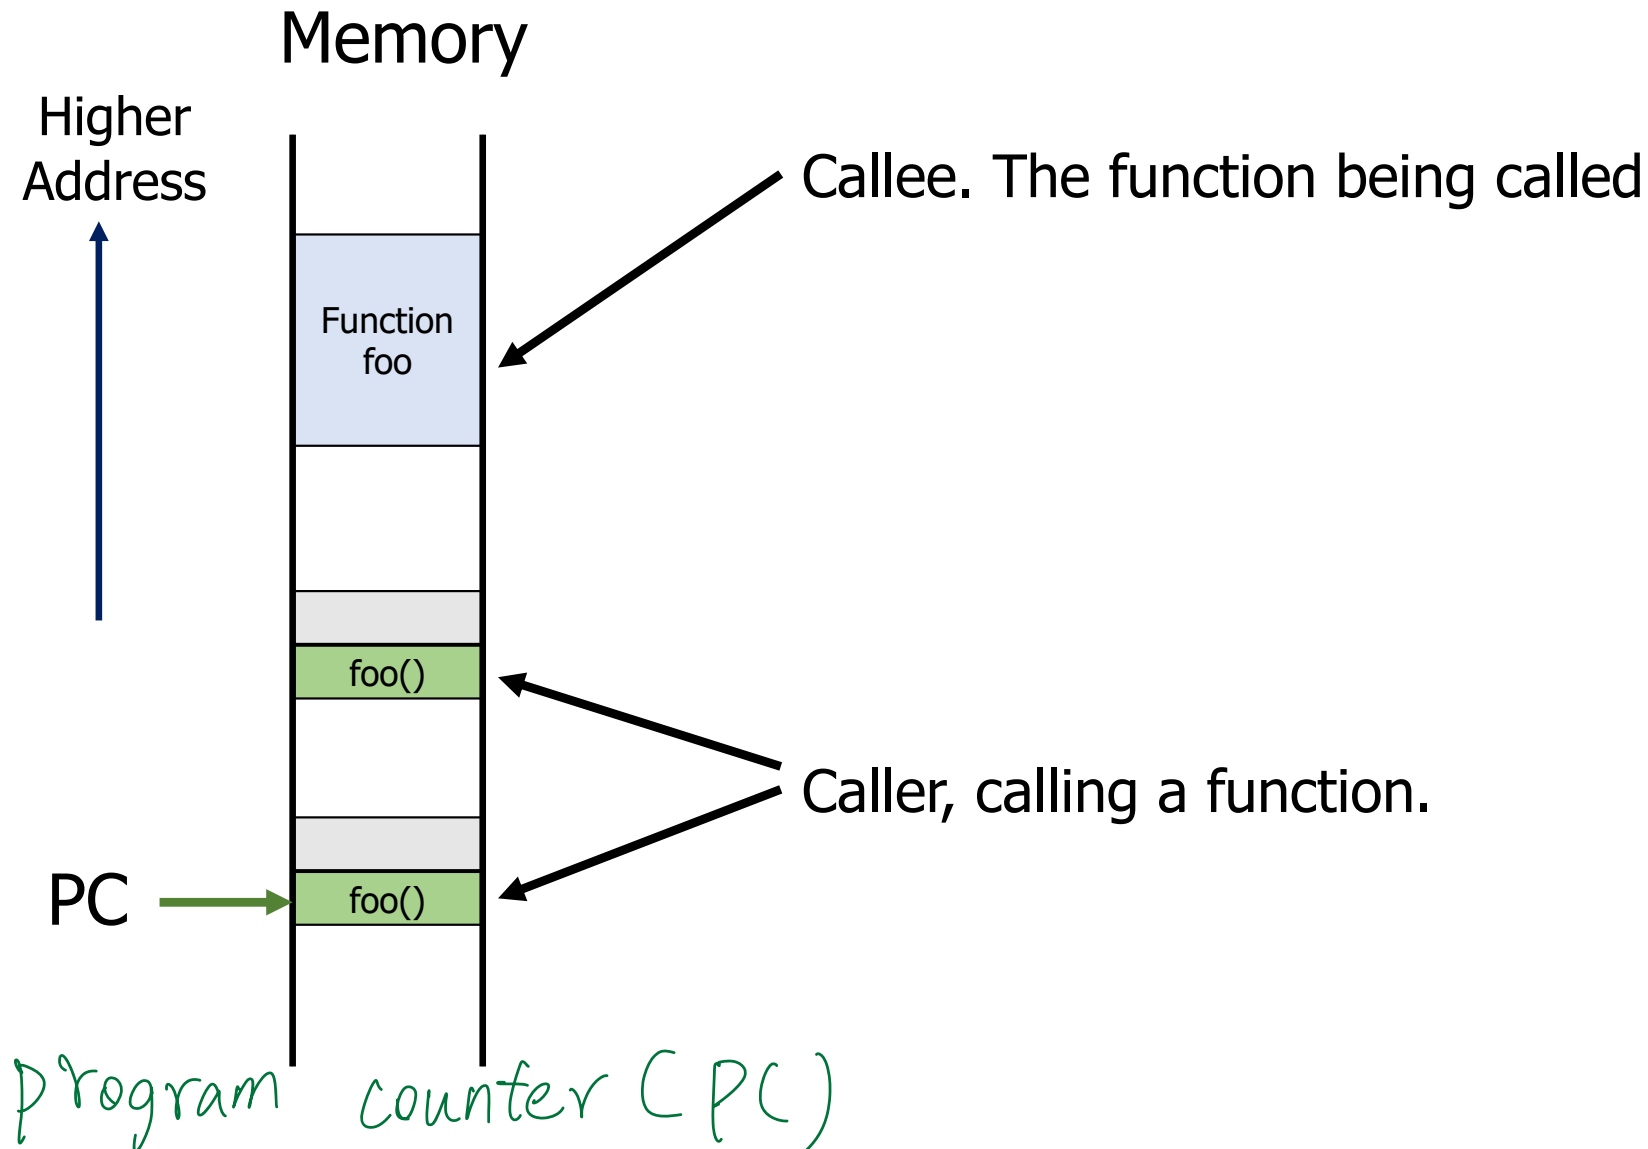 Memory
Higher
Address
Callee. The function being called
Function
foo
foo()
Caller, calling a function.
PC
foo()
program counter (PC)